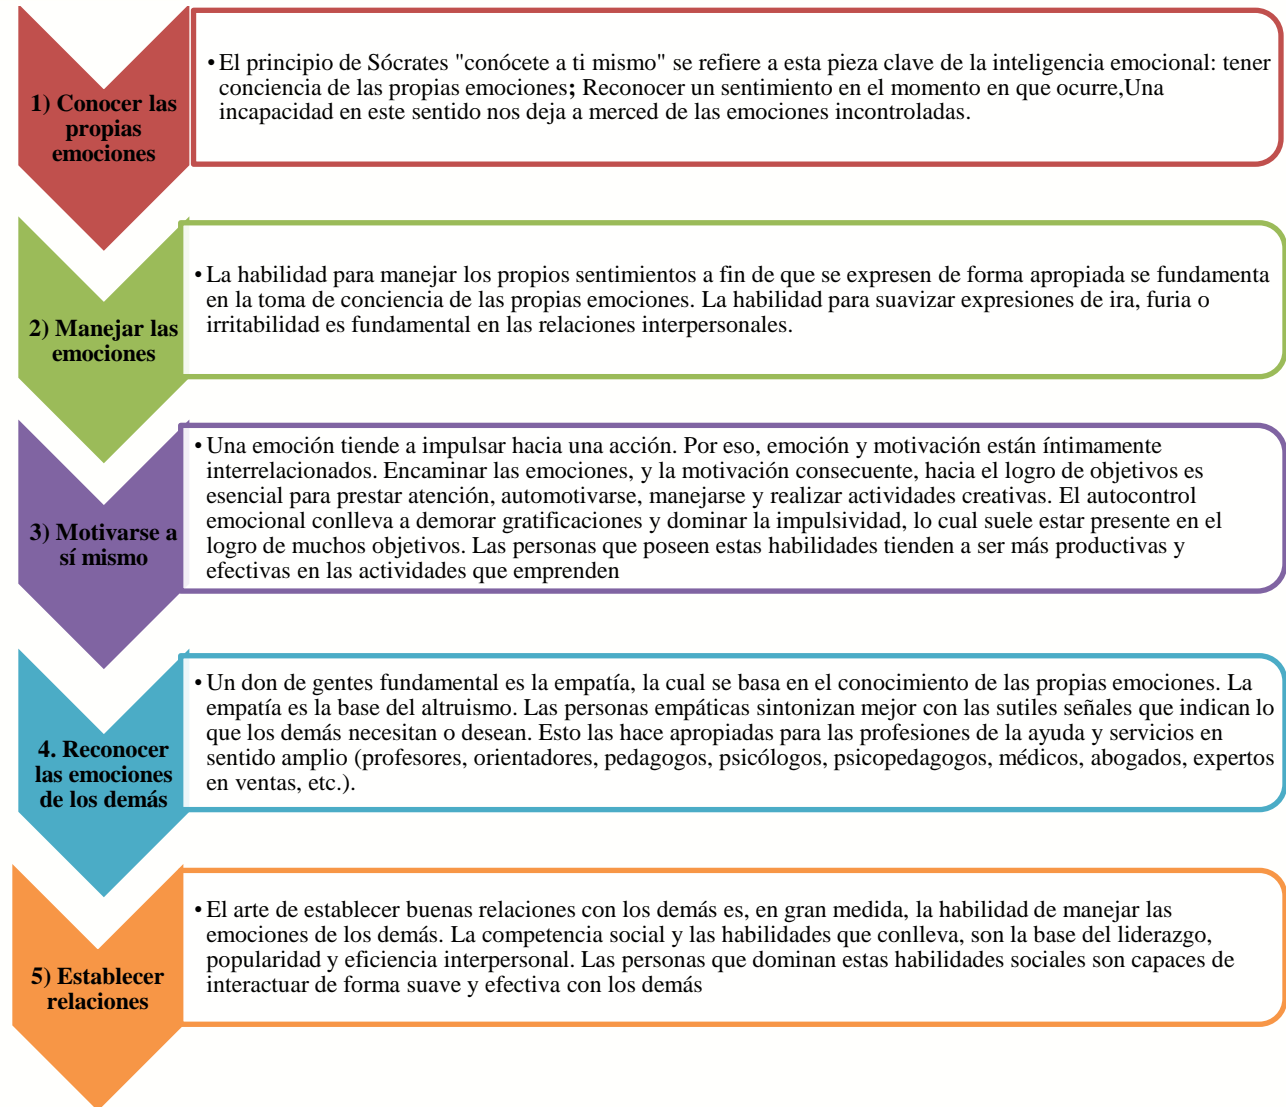 1) Conocer las
propias
emociones
•El principio de Sócrates "conócete a ti mismo" se refiere a esta pieza clave de la inteligencia emocional: tener
conciencia de las propias emociones; Reconocer un sentimiento en el momento en que ocurre,Una
incapacidad en este sentido nos deja a merced de las emociones incontroladas.
2) Manejar las
emociones
•La habilidad para manejar los propios sentimientos a fin de que se expresen de forma apropiada se fundamenta
en la toma de conciencia de las propias emociones. La habilidad para suavizar expresiones de ira, furia o
irritabilidad es fundamental en las relaciones interpersonales.
3) Motivarse a
sí mismo
•Una emoción tiende a impulsar hacia una acción. Por eso, emoción y motivación están íntimamente
interrelacionados. Encaminar las emociones, y la motivación consecuente, hacia el logro de objetivos es
esencial para prestar atención, automotivarse, manejarse y realizar actividades creativas. El autocontrol
emocional conlleva a demorar gratificaciones y dominar la impulsividad, lo cual suele estar presente en el
logro de muchos objetivos. Las personas que poseen estas habilidades tienden a ser más productivas y
efectivas en las actividades que emprenden
4. Reconocer
las emociones
de los demás
•Un don de gentes fundamental es la empatía, la cual se basa en el conocimiento de las propias emociones. La
empatía es la base del altruismo. Las personas empáticas sintonizan mejor con las sutiles señales que indican lo
que los demás necesitan o desean. Esto las hace apropiadas para las profesiones de la ayuda y servicios en
sentido amplio (profesores, orientadores, pedagogos, psicólogos, psicopedagogos, médicos, abogados, expertos
en ventas, etc.).
5) Establecer
relaciones
•El arte de establecer buenas relaciones con los demás es, en gran medida, la habilidad de manejar las
emociones de los demás. La competencia social y las habilidades que conlleva, son la base del liderazgo,
popularidad y eficiencia interpersonal. Las personas que dominan estas habilidades sociales son capaces de
interactuar de forma suave y efectiva con los demás